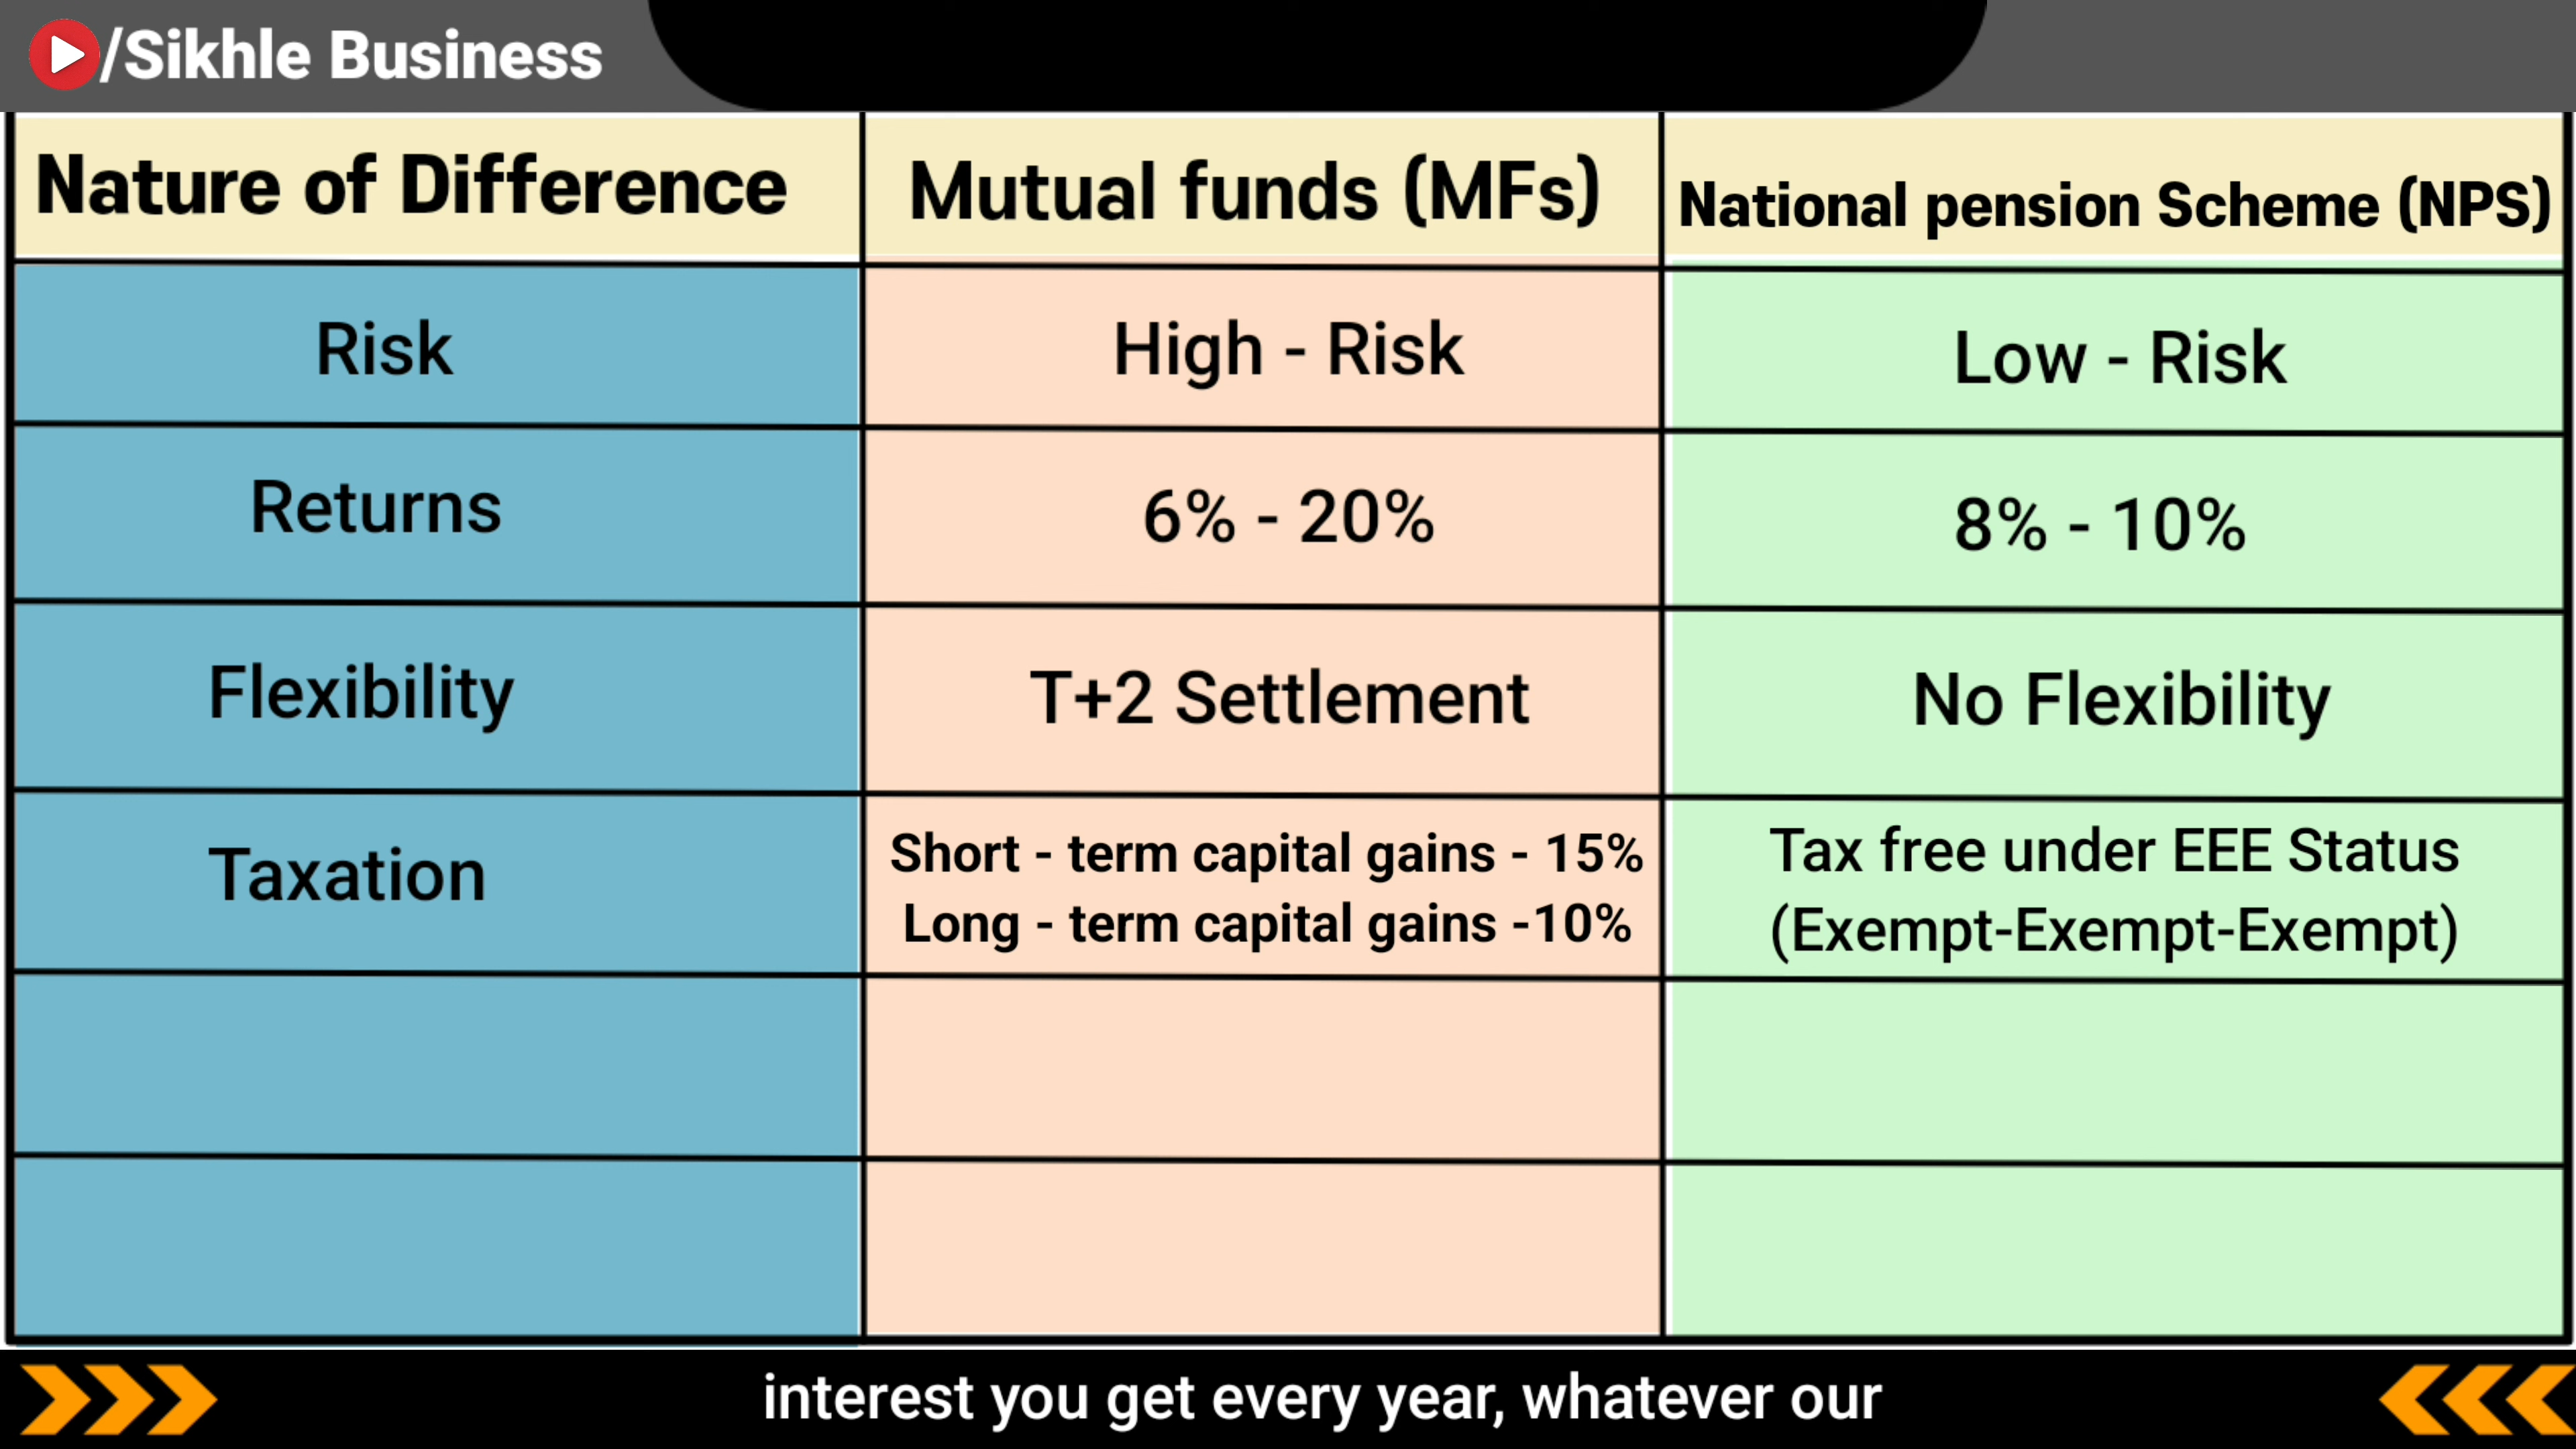 /Sikhle Business
Nature of Difference
Mutual funds (MFs)
National pension Scheme (NPS)
Risk
High - Risk
Low - Risk
Returns
6% - 20%
8% - 10%
Flexibility
T+2 Settlement
No Flexibility
Taxation
Short - term capital gains - 15%
Long - term capital gains -10%
Tax free under EEE Status
(Exempt-Exempt-Exempt)
interest you get every year, whatever our